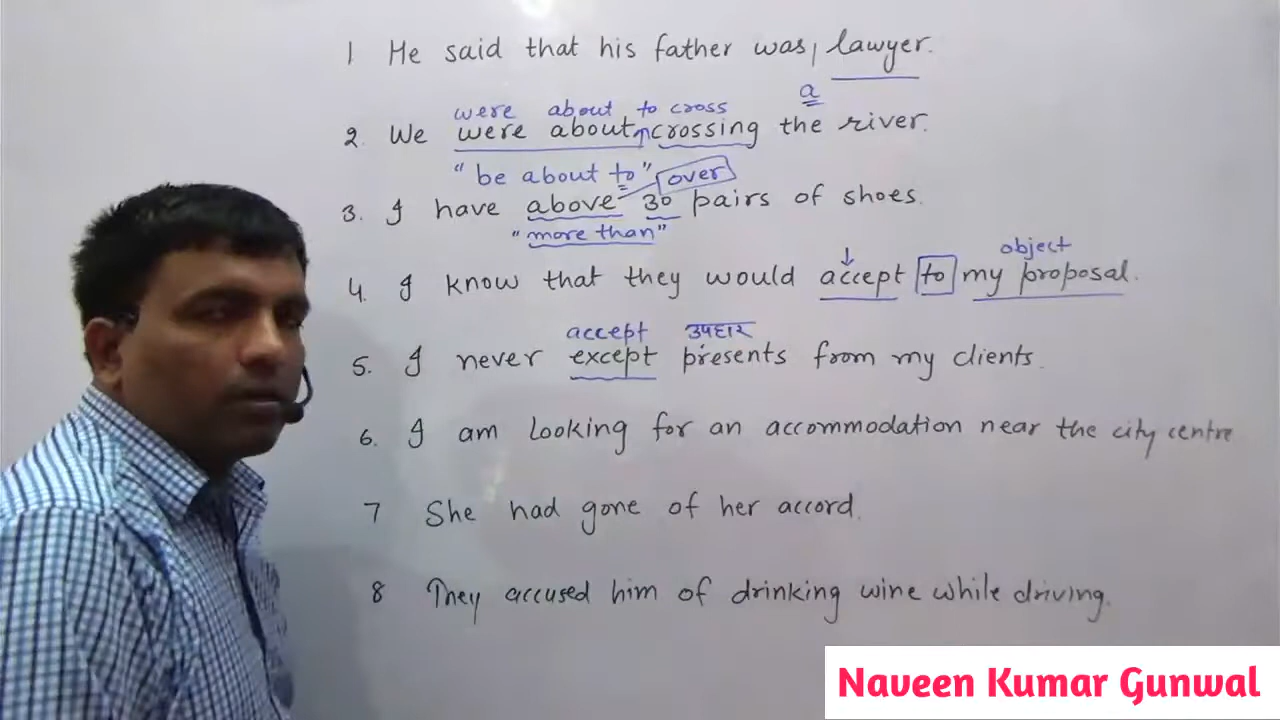 1 He said that his father was, lawyer.
a
were about to cross
2. We were about crossing the river.
"be about to" over
3. I have above 30 pairs of shoes.
"more than"
object
4. I know that they would accept to my proposal.
accept उपहार
5. I never except presents from my clients.
6. I am looking for an accommodation near the city centre
7 She had gone of her accord.
8 They accused him of drinking wine while driving.
Naveen Kumar Gunwal